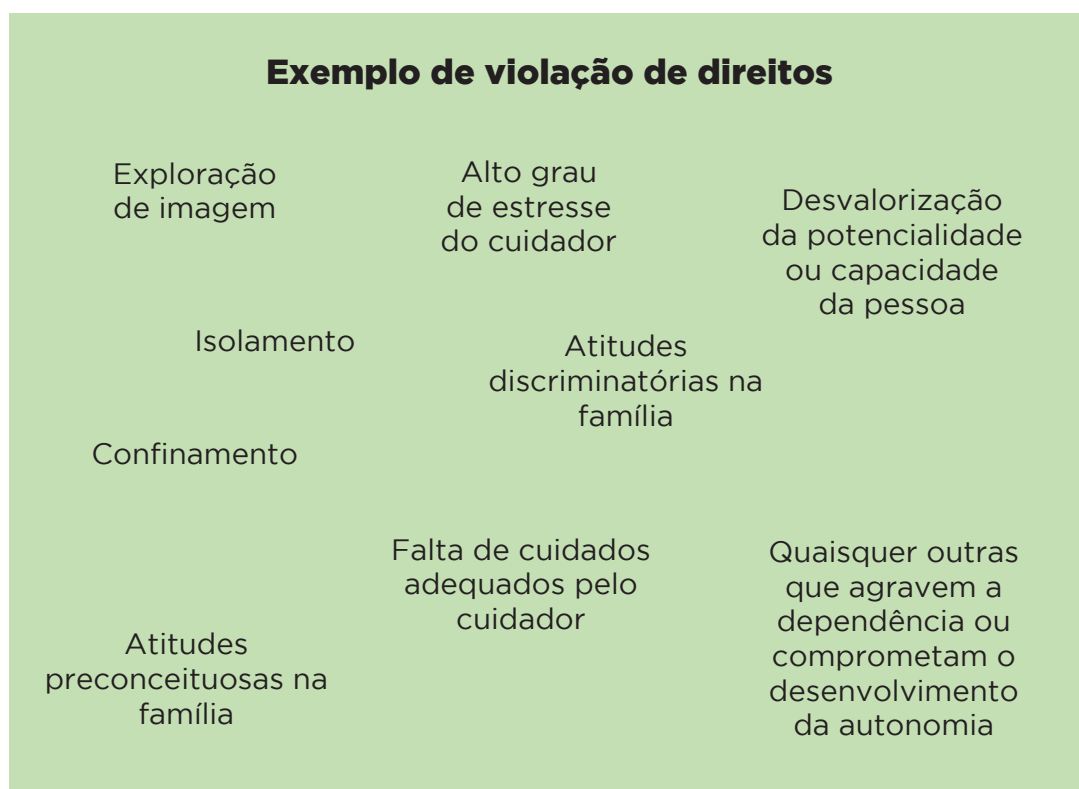 Exemplo de violação de direitos
Exploração
de imagem
Alto grau
de estresse
do cuidador
Desvalorização
da potencialidade
ou capacidade
da pessoa
Isolamento
Atitudes
discriminatórias na
família
Confinamento
Falta de cuidados
adequados pelo
cuidador
Quaisquer outras
que agravem a
dependência ou
comprometam o
desenvolvimento
da autonomia
Atitudes
preconceituosas na
família